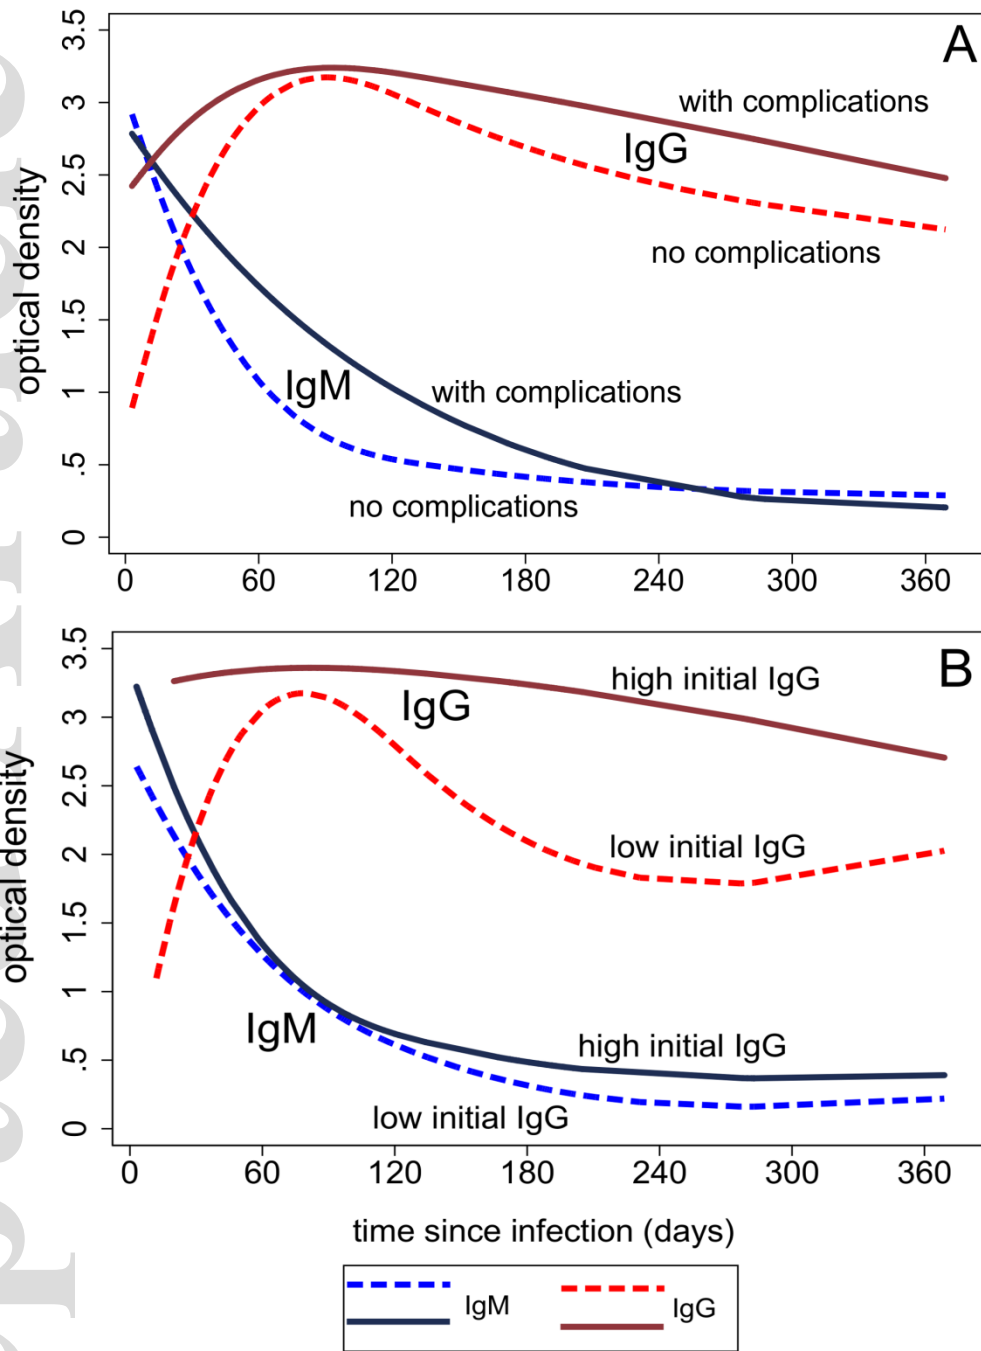 A
3.5
3
2.5
2
1.5
1
.5
0
optical density
with complications
IgG
no complications
IgM
with complications
no complications
0 60 120 180 240 300 360
B
3.5
3
2.5
2
1.5
1
.5
0
optical density
high initial IgG
IgG
low initial IgG
IgM
high initial IgG
low initial IgG
0 60 120 180 240 300 360
time since infection (days)
IgM IgG